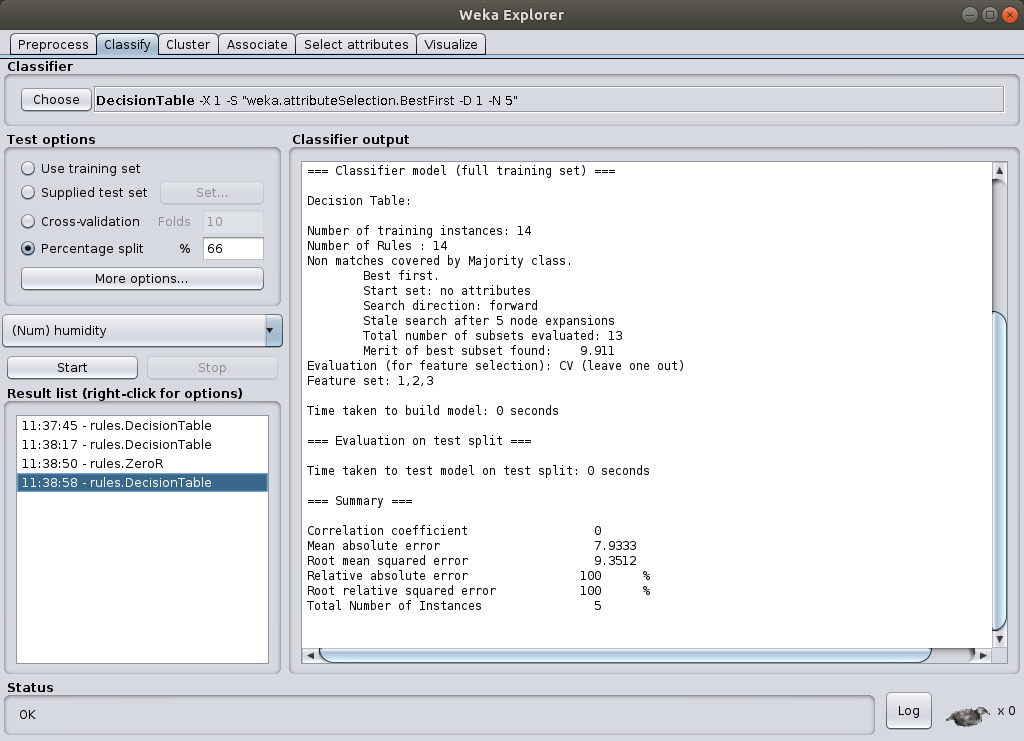 Weka Explorer
Preprocess Classify Cluster Associate Select attributes Visualize
Classifier
Choose DecisionTable -X 1 -S "weka.attributeSelection.BestFirst -D 1 -N 5"
Test options
Use training set
Supplied test set Set...
Cross-validation Folds 10
Percentage split % 66
More options...
(Num) humidity
Start Stop
Result list (right-click for options)
11:37:45 - rules.DecisionTable
11:38:17 - rules.DecisionTable
11:38:50 - rules.ZeroR
11:38:58 - rules.DecisionTable
Classifier output
=== Classifier model (full training set) ===
Decision Table:
Number of training instances: 14
Number of Rules : 14
Non matches covered by Majority class.
Best first.
Start set: no attributes
Search direction: forward
Stale search after 5 node expansions
Total number of subsets evaluated: 13
Merit of best subset found: 9.911
Evaluation (for feature selection): CV (leave one out)
Feature set: 1,2,3
Time taken to build model: 0 seconds
=== Evaluation on test split ===
Time taken to test model on test split: 0 seconds
=== Summary ===
Correlation coefficient 0
Mean absolute error 7.9333
Root mean squared error 9.3512
Relative absolute error 100 %
Root relative squared error 100 %
Total Number of Instances 5
Status
OK
Log
x 0